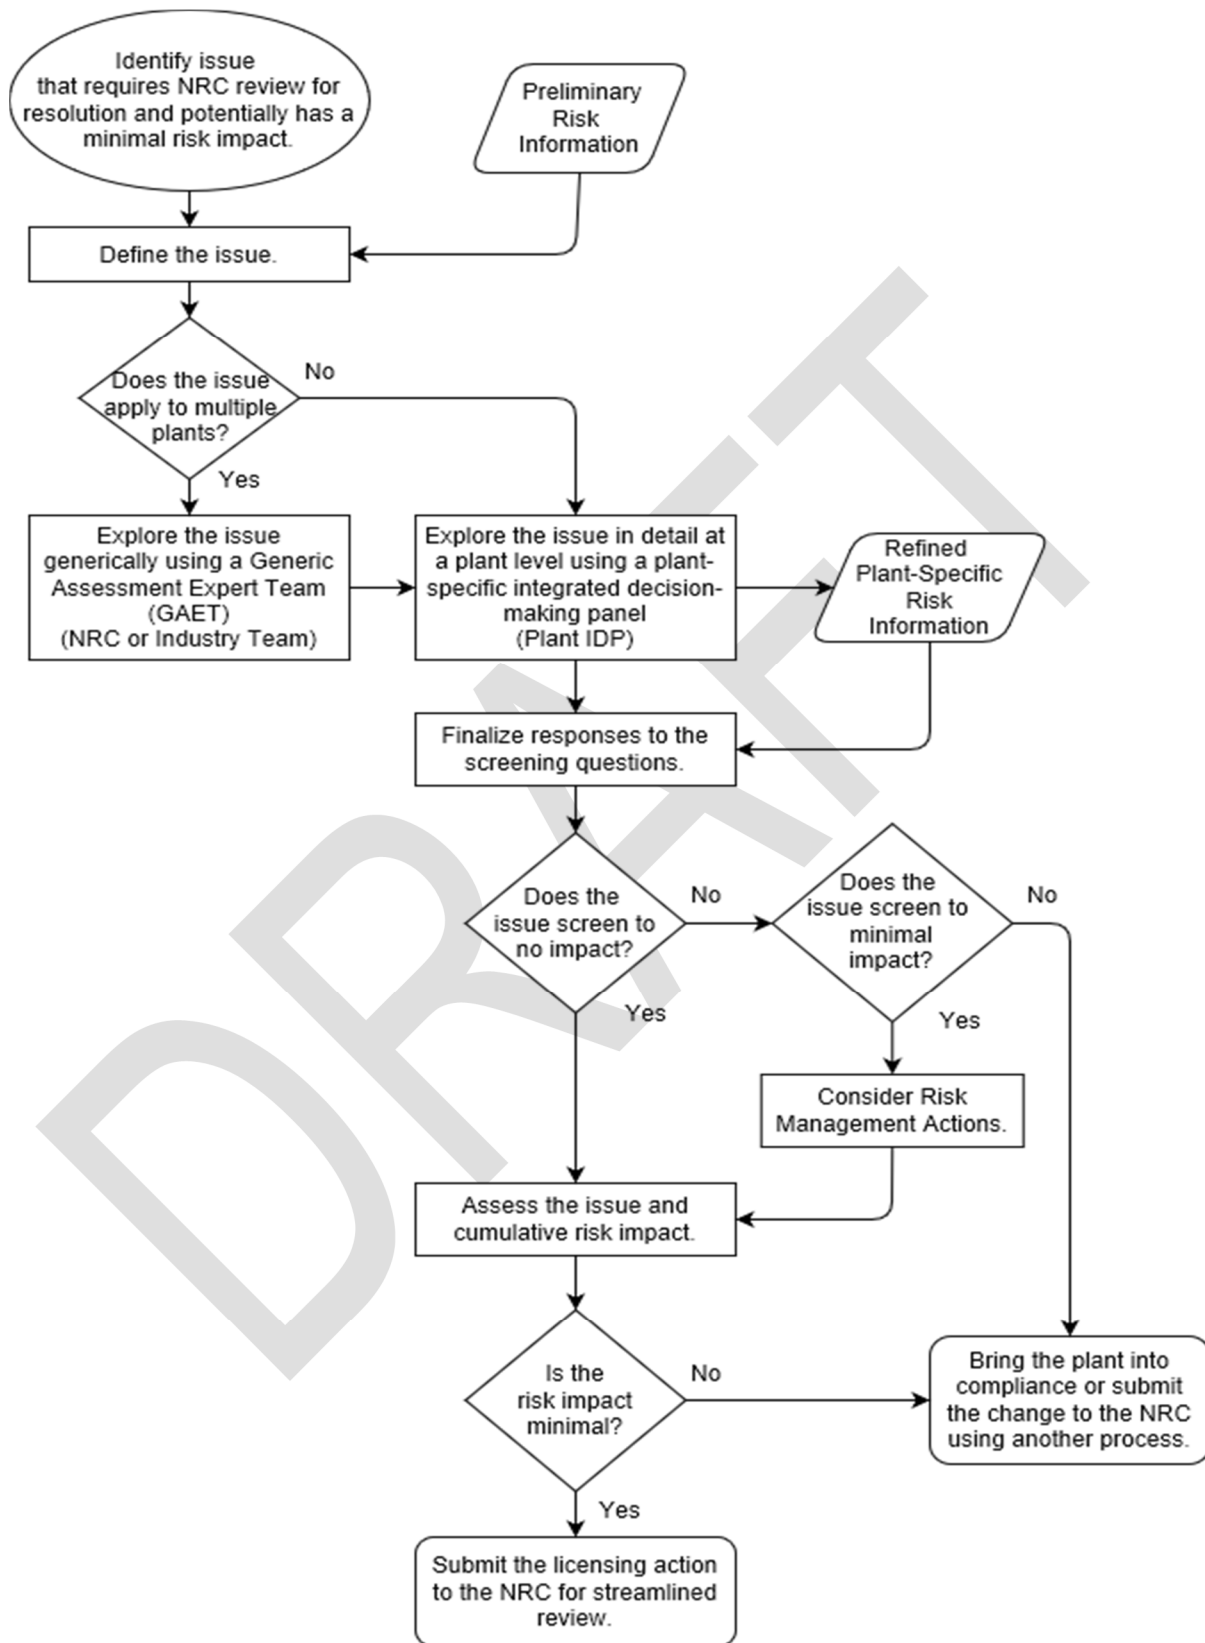 Identify issue
that requires NRC review for
resolution and potentially has a
minimal risk impact.
Preliminary
Risk
Information
Define the issue.
Does the issue
apply to multiple
plants?
No
Yes
Explore the issue
generically using a Generic
Assessment Expert Team
(GAET)
(NRC or Industry Team)
Explore the issue in detail at
a plant level using a plant-
specific integrated decision-
making panel
(Plant IDP)
Refined
Plant-Specific
Risk
Information
Finalize responses to the
screening questions.
Does the
issue screen to
no impact?
No
Yes
Does the
issue screen to
minimal
impact?
No
Yes
Consider Risk
Management Actions.
Assess the issue and
cumulative risk impact.
Is the
risk impact
minimal?
No
Yes
Bring the plant into
compliance or submit
the change to the NRC
using another process.
Submit the licensing action
to the NRC for streamlined
review.
DRAFT